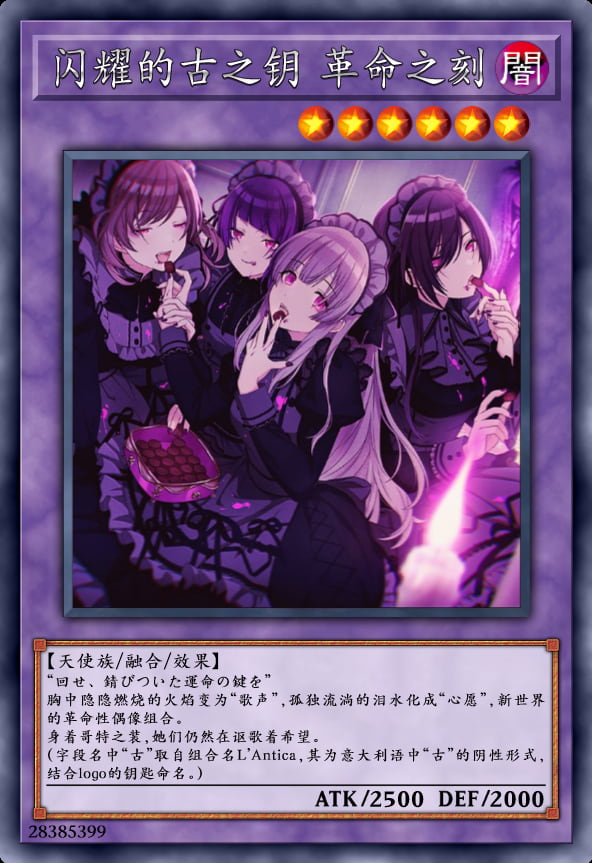 闪耀的古之钥 革命之刻 闇
【天使族/融合/效果】
“回せ、錆びついた運命の鍵を”
胸中隐隐燃烧的火焰变为“歌声”,孤独流淌的泪水化成“心愿”,新世界
的革命性偶像组合。
身着哥特之装,她们仍然在讴歌着希望。
(字段名中“古”取自组合名L'Antica,其为意大利语中“古”的阴性形式,
结合logo的钥匙命名。)
ATK/2500 DEF/2000
28385399